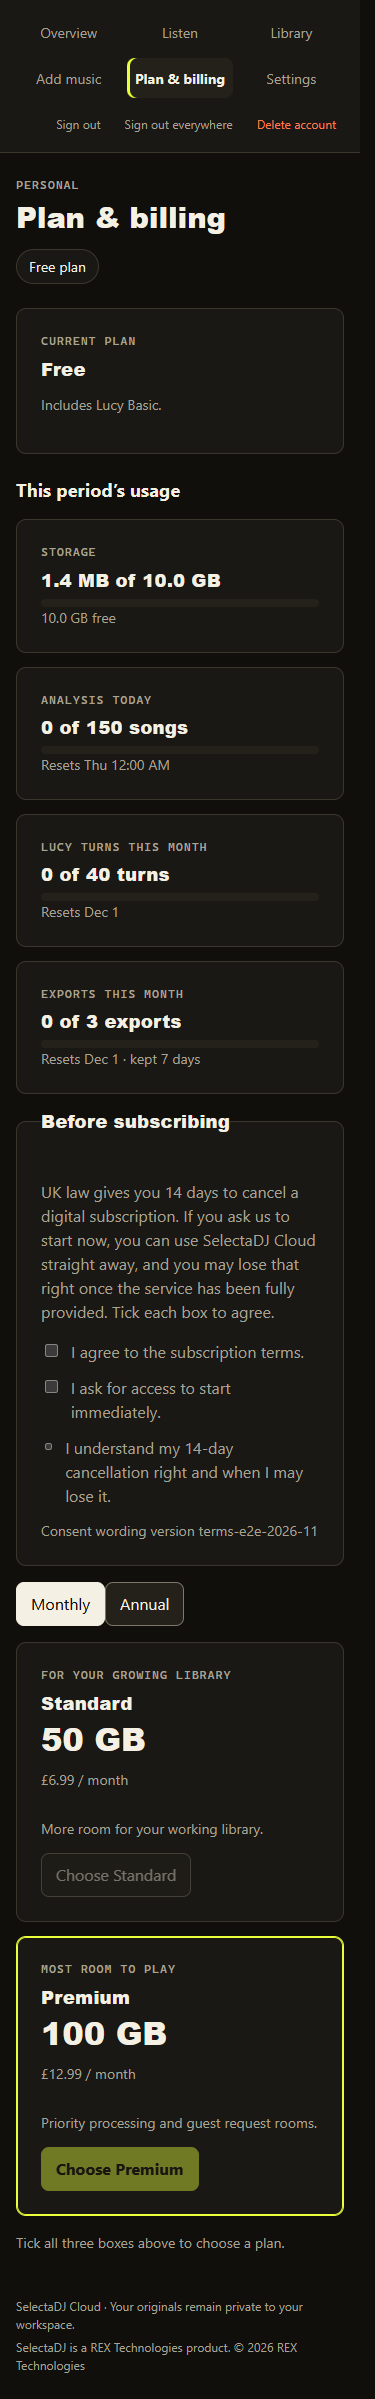 Overview Listen Library
Add music Plan & billing Settings
Sign out Sign out everywhere Delete account
PERSONAL
Plan & billing
Free plan
CURRENT PLAN
Free
Includes Lucy Basic.
This period's usage
STORAGE
1.4 MB of 10.0 GB
10.0 GB free
ANALYSIS TODAY
0 of 150 songs
Resets Thu 12:00 AM
LUCY TURNS THIS MONTH
0 of 40 turns
Resets Dec 1
EXPORTS THIS MONTH
0 of 3 exports
Resets Dec 1 · kept 7 days
Before subscribing
UK law gives you 14 days to cancel a
digital subscription. If you ask us to
start now, you can use SelectaDJ Cloud
straight away, and you may lose that
right once the service has been fully
provided. Tick each box to agree.
I agree to the subscription terms.
I ask for access to start
immediately.
I understand my 14-day
cancellation right and when I may
lose it.
Consent wording version terms-e2e-2026-11
Monthly Annual
FOR YOUR GROWING LIBRARY
Standard
50 GB
£6.99 / month
More room for your working library.
Choose Standard
MOST ROOM TO PLAY
Premium
100 GB
£12.99 / month
Priority processing and guest request rooms.
Choose Premium
Tick all three boxes above to choose a plan.
SelectaDJ Cloud · Your originals remain private to your
workspace.
SelectaDJ is a REX Technologies product. © 2026 REX
Technologies